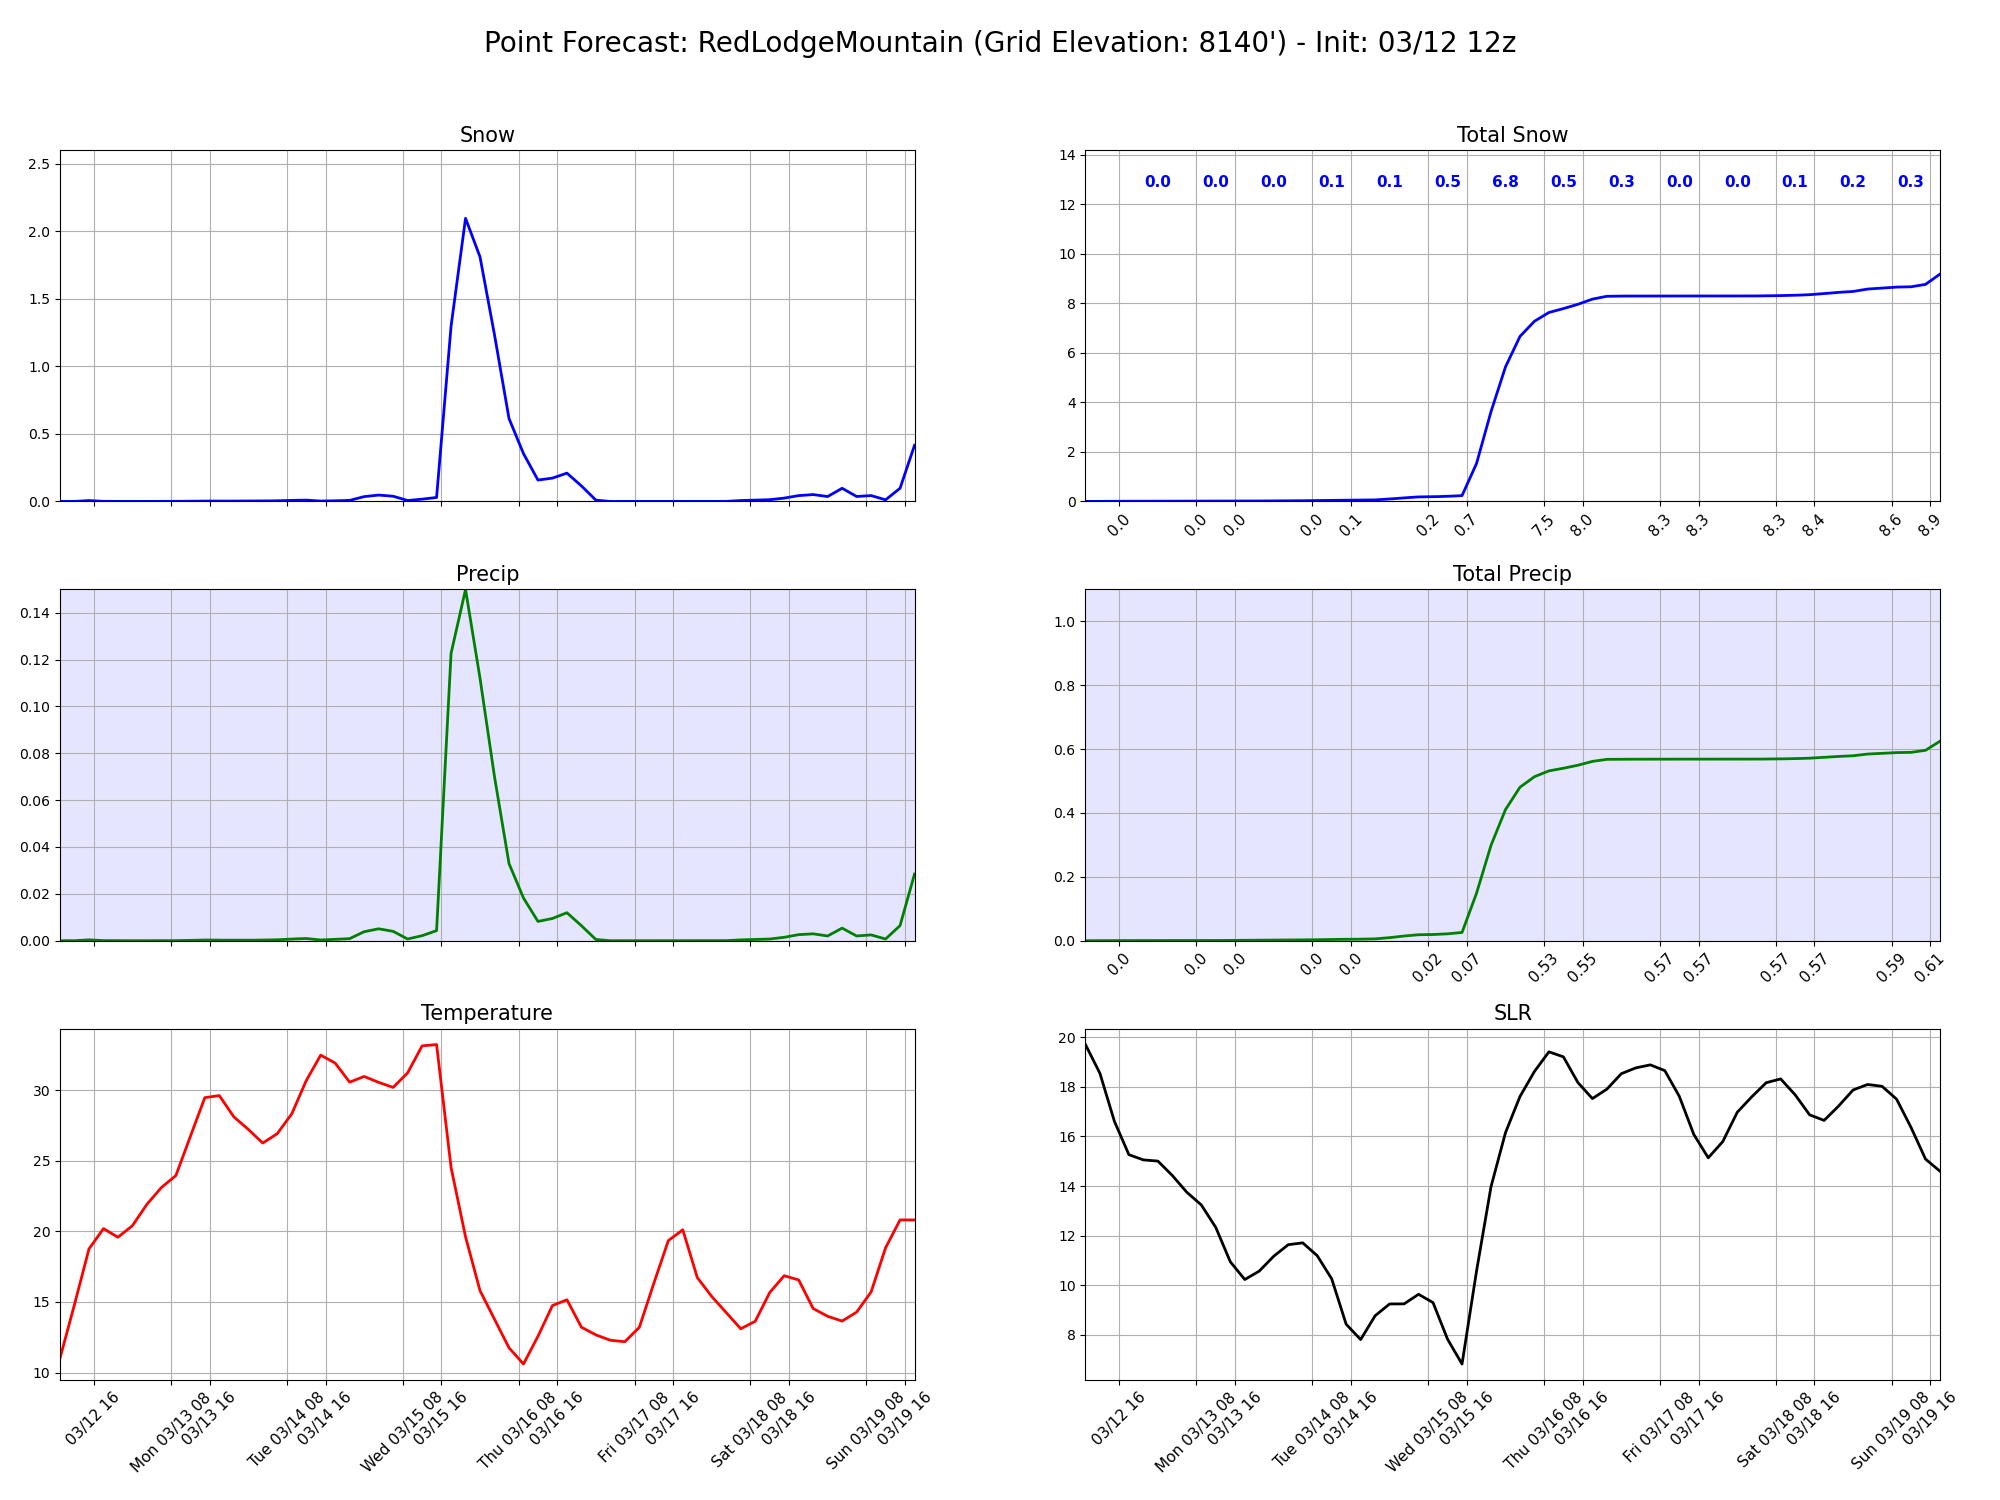 Point Forecast: RedLodgeMountain (Grid Elevation: 8140') - Init: 03/12 12z
Snow
2.5
2.0
1.5
1.0
0.5
0.0
Total Snow
14
12
10
8
6
4
2
0
0.0 0.0 0.0 0.1 0.1 0.5 6.8 0.5 0.3 0.0 0.0 0.1 0.2 0.3
0.0 0.0 0.0 0.0 0.1 0.2 0.7 7.5 8.0 8.3 8.3 8.3 8.4 8.6 8.9
Precip
0.14
0.12
0.10
0.08
0.06
0.04
0.02
0.00
Total Precip
1.0
0.8
0.6
0.4
0.2
0.0
0.0 0.0 0.0 0.0 0.0 0.02 0.07 0.53 0.55 0.57 0.57 0.57 0.57 0.59 0.61
Temperature
30
25
20
15
10
03/12 16
Mon 03/13 08
03/13 16
Tue 03/14 08
03/14 16
Wed 03/15 08
03/15 16
Thu 03/16 08
03/16 16
Fri 03/17 08
03/17 16
Sat 03/18 08
03/18 16
Sun 03/19 08
03/19 16
SLR
20
18
16
14
12
10
8
03/12 16
Mon 03/13 08
03/13 16
Tue 03/14 08
03/14 16
Wed 03/15 08
03/15 16
Thu 03/16 08
03/16 16
Fri 03/17 08
03/17 16
Sat 03/18 08
03/18 16
Sun 03/19 08
03/19 16